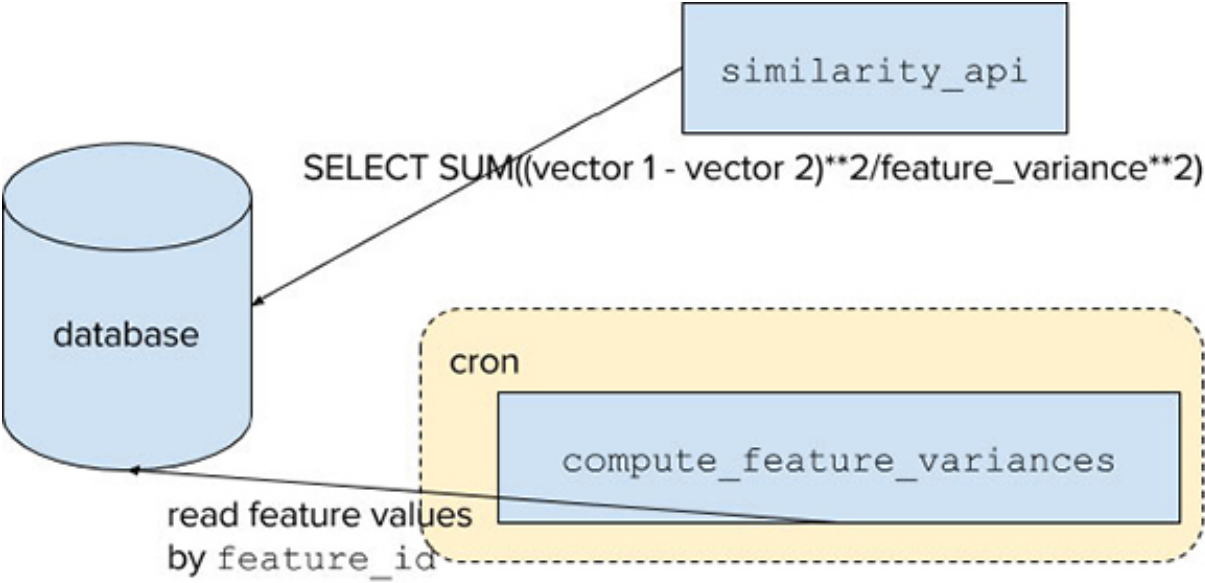 similarity_api
SELECT SUM((vector 1 - vector 2)**2/feature_variance**2)
database
cron
compute_feature_variances
read feature values
by feature_id